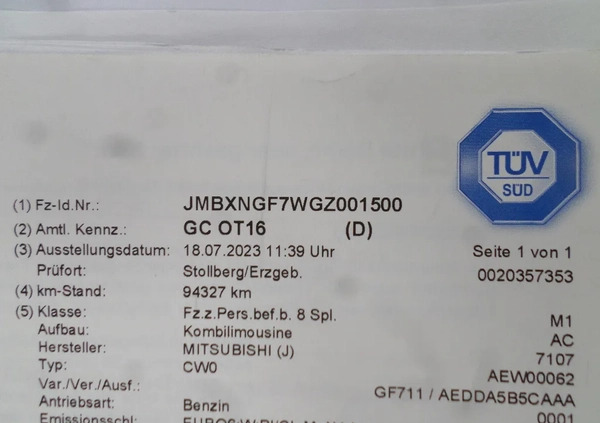 TÜV
SÜD
(1) Fz-Id.Nr.: JMBXNGF7WGZ001500
(2) Amtl. Kennz.: GC OT16 (D)
(3) Ausstellungsdatum: 18.07.2023 11:39 Uhr Seite 1 von 1
Prüfort: Stollberg/Erzgeb. 0020357353
(4) km-Stand: 94327 km
(5) Klasse: Fz.z.Pers.bef.b. 8 Spl. M1
Aufbau: Kombilimousine AC
Hersteller: MITSUBISHI (J) 7107
Typ: CW0 AEW00062
Var./Ver./Ausf.: GF711 / AEDDA5B5CAAA
Antriebsart: Benzin 0001
Emissionsschl.: